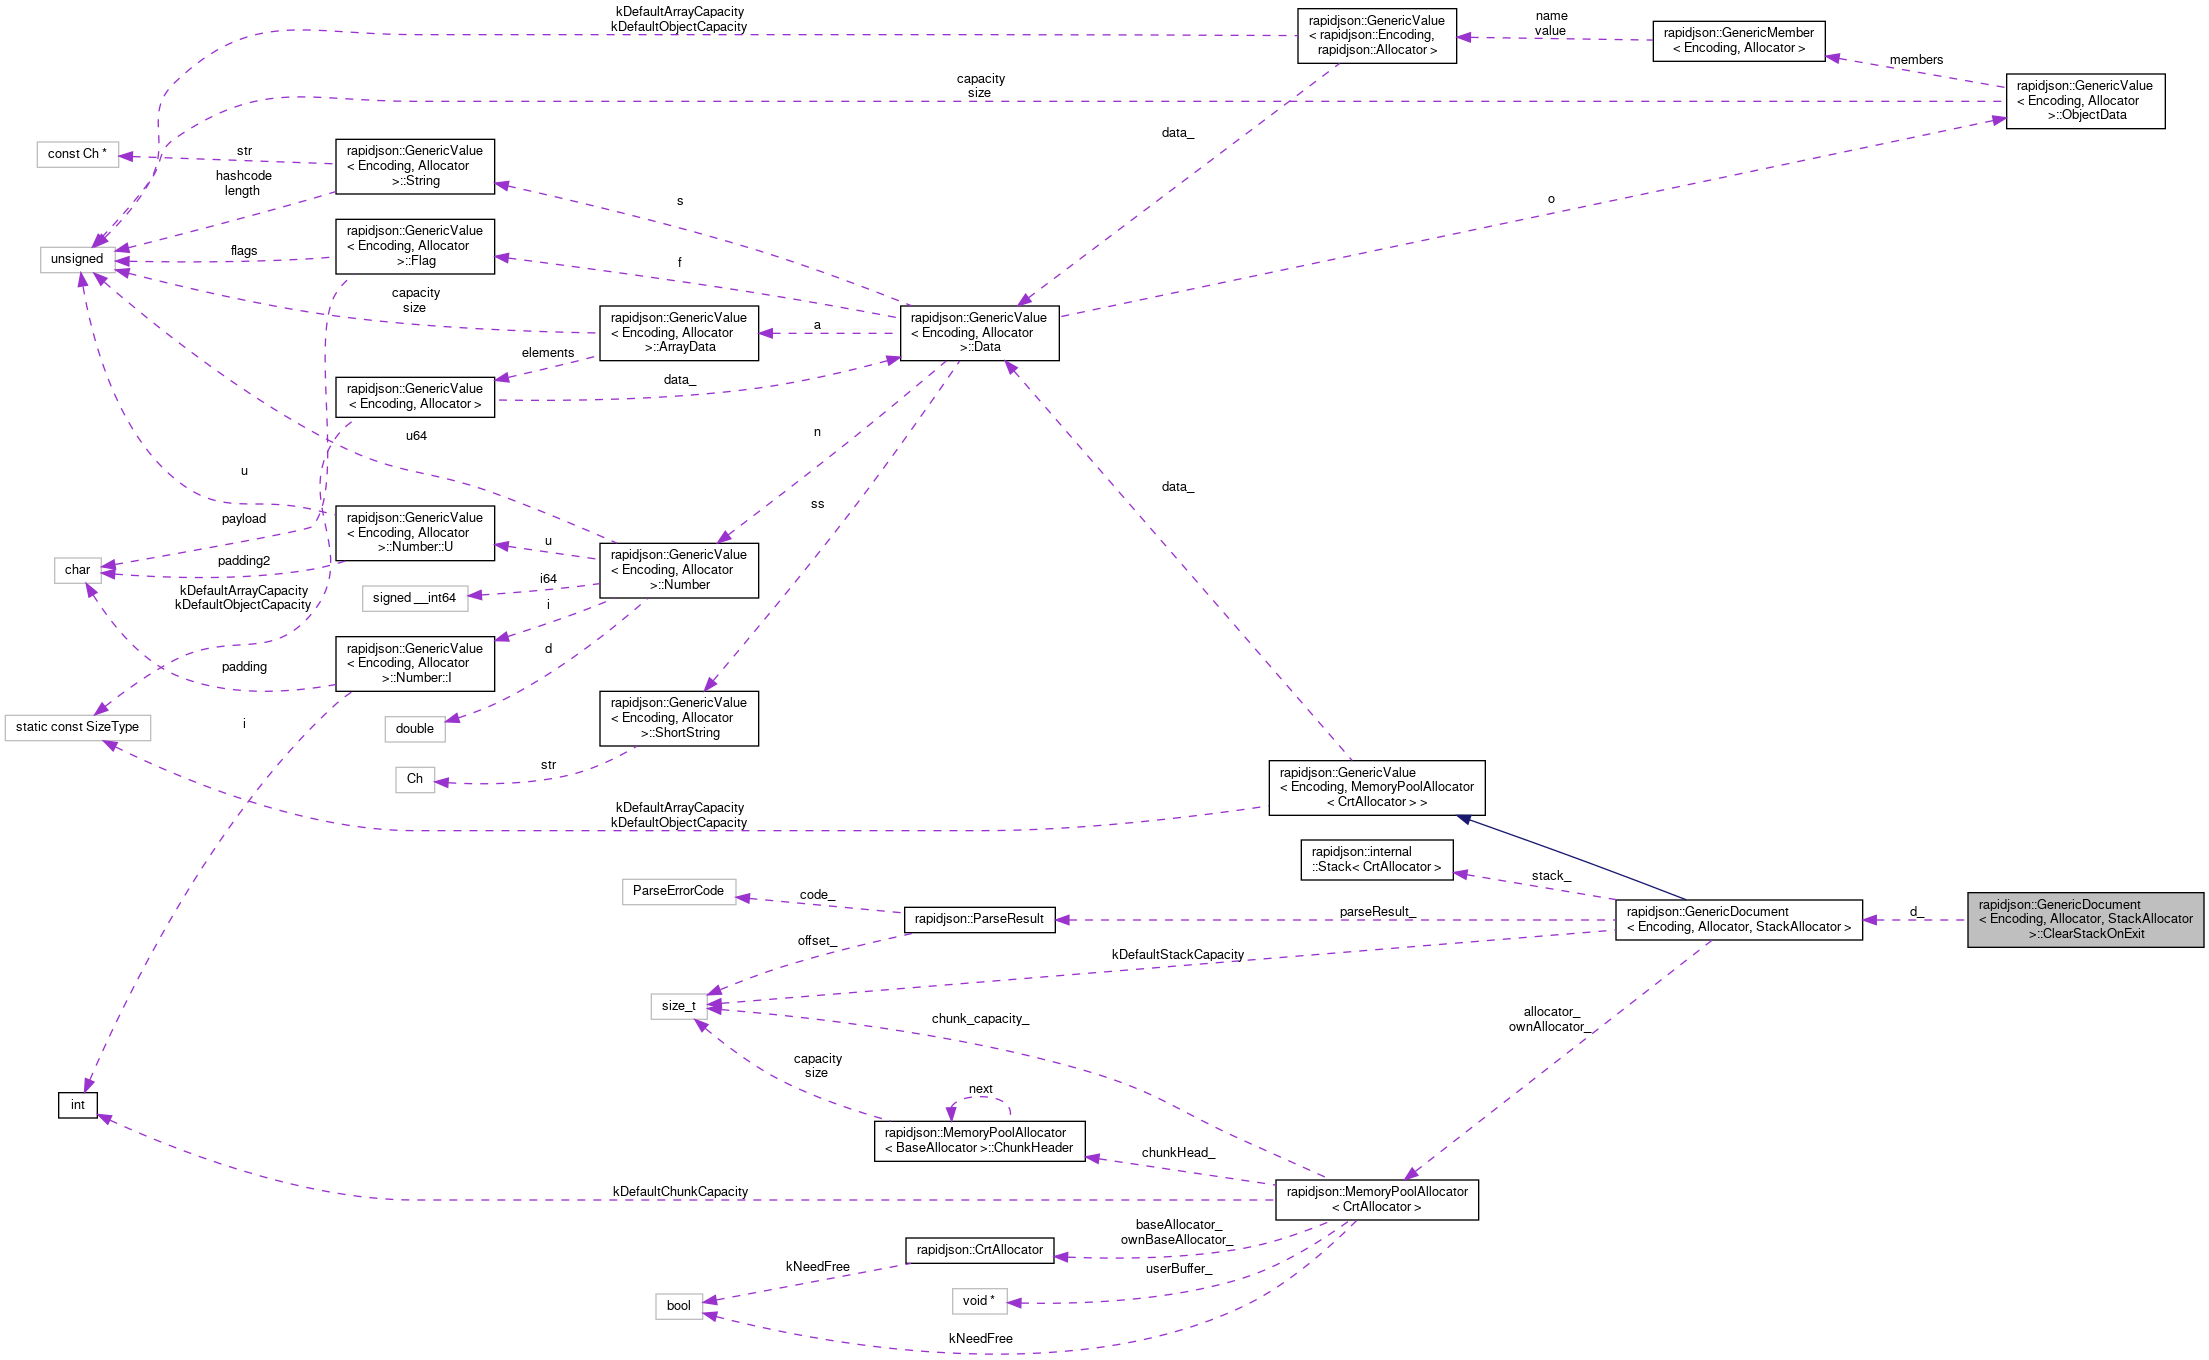 kDefaultArrayCapacity
kDefaultObjectCapacity
rapidjson::GenericValue
< rapidjson::Encoding,
rapidjson::Allocator >
name
value
rapidjson::GenericMember
< Encoding, Allocator >
members
capacity
size
rapidjson::GenericValue
< Encoding, Allocator
>::ObjectData
data_
const Ch *
str
rapidjson::GenericValue
< Encoding, Allocator
>::String
hashcode
length
s
o
unsigned
flags
rapidjson::GenericValue
< Encoding, Allocator
>::Flag
f
capacity
size
rapidjson::GenericValue
< Encoding, Allocator
>::ArrayData
a
rapidjson::GenericValue
< Encoding, Allocator
>::Data
elements
rapidjson::GenericValue
< Encoding, Allocator >
data_
u64
n
u
data_
ss
payload
rapidjson::GenericValue
< Encoding, Allocator
>::Number::U
u
rapidjson::GenericValue
< Encoding, Allocator
>::Number
char
padding2
i64
signed __int64
kDefaultArrayCapacity
kDefaultObjectCapacity
i
rapidjson::GenericValue
< Encoding, Allocator
>::Number::I
d
padding
static const SizeType
i
double
rapidjson::GenericValue
< Encoding, Allocator
>::ShortString
Ch
str
rapidjson::GenericValue
< Encoding, MemoryPoolAllocator
< CrtAllocator > >
kDefaultArrayCapacity
kDefaultObjectCapacity
rapidjson::internal
::Stack< CrtAllocator >
stack_
ParseErrorCode
code_
rapidjson::ParseResult
parseResult_
rapidjson::GenericDocument
< Encoding, Allocator, StackAllocator >
d_
rapidjson::GenericDocument
< Encoding, Allocator, StackAllocator
>::ClearStackOnExit
offset_
kDefaultStackCapacity
size_t
chunk_capacity_
allocator_
ownAllocator_
capacity
size
next
int
rapidjson::MemoryPoolAllocator
< BaseAllocator >::ChunkHeader
chunkHead_
kDefaultChunkCapacity
rapidjson::MemoryPoolAllocator
< CrtAllocator >
baseAllocator_
ownBaseAllocator_
rapidjson::CrtAllocator
kNeedFree
userBuffer_
bool
void *
kNeedFree